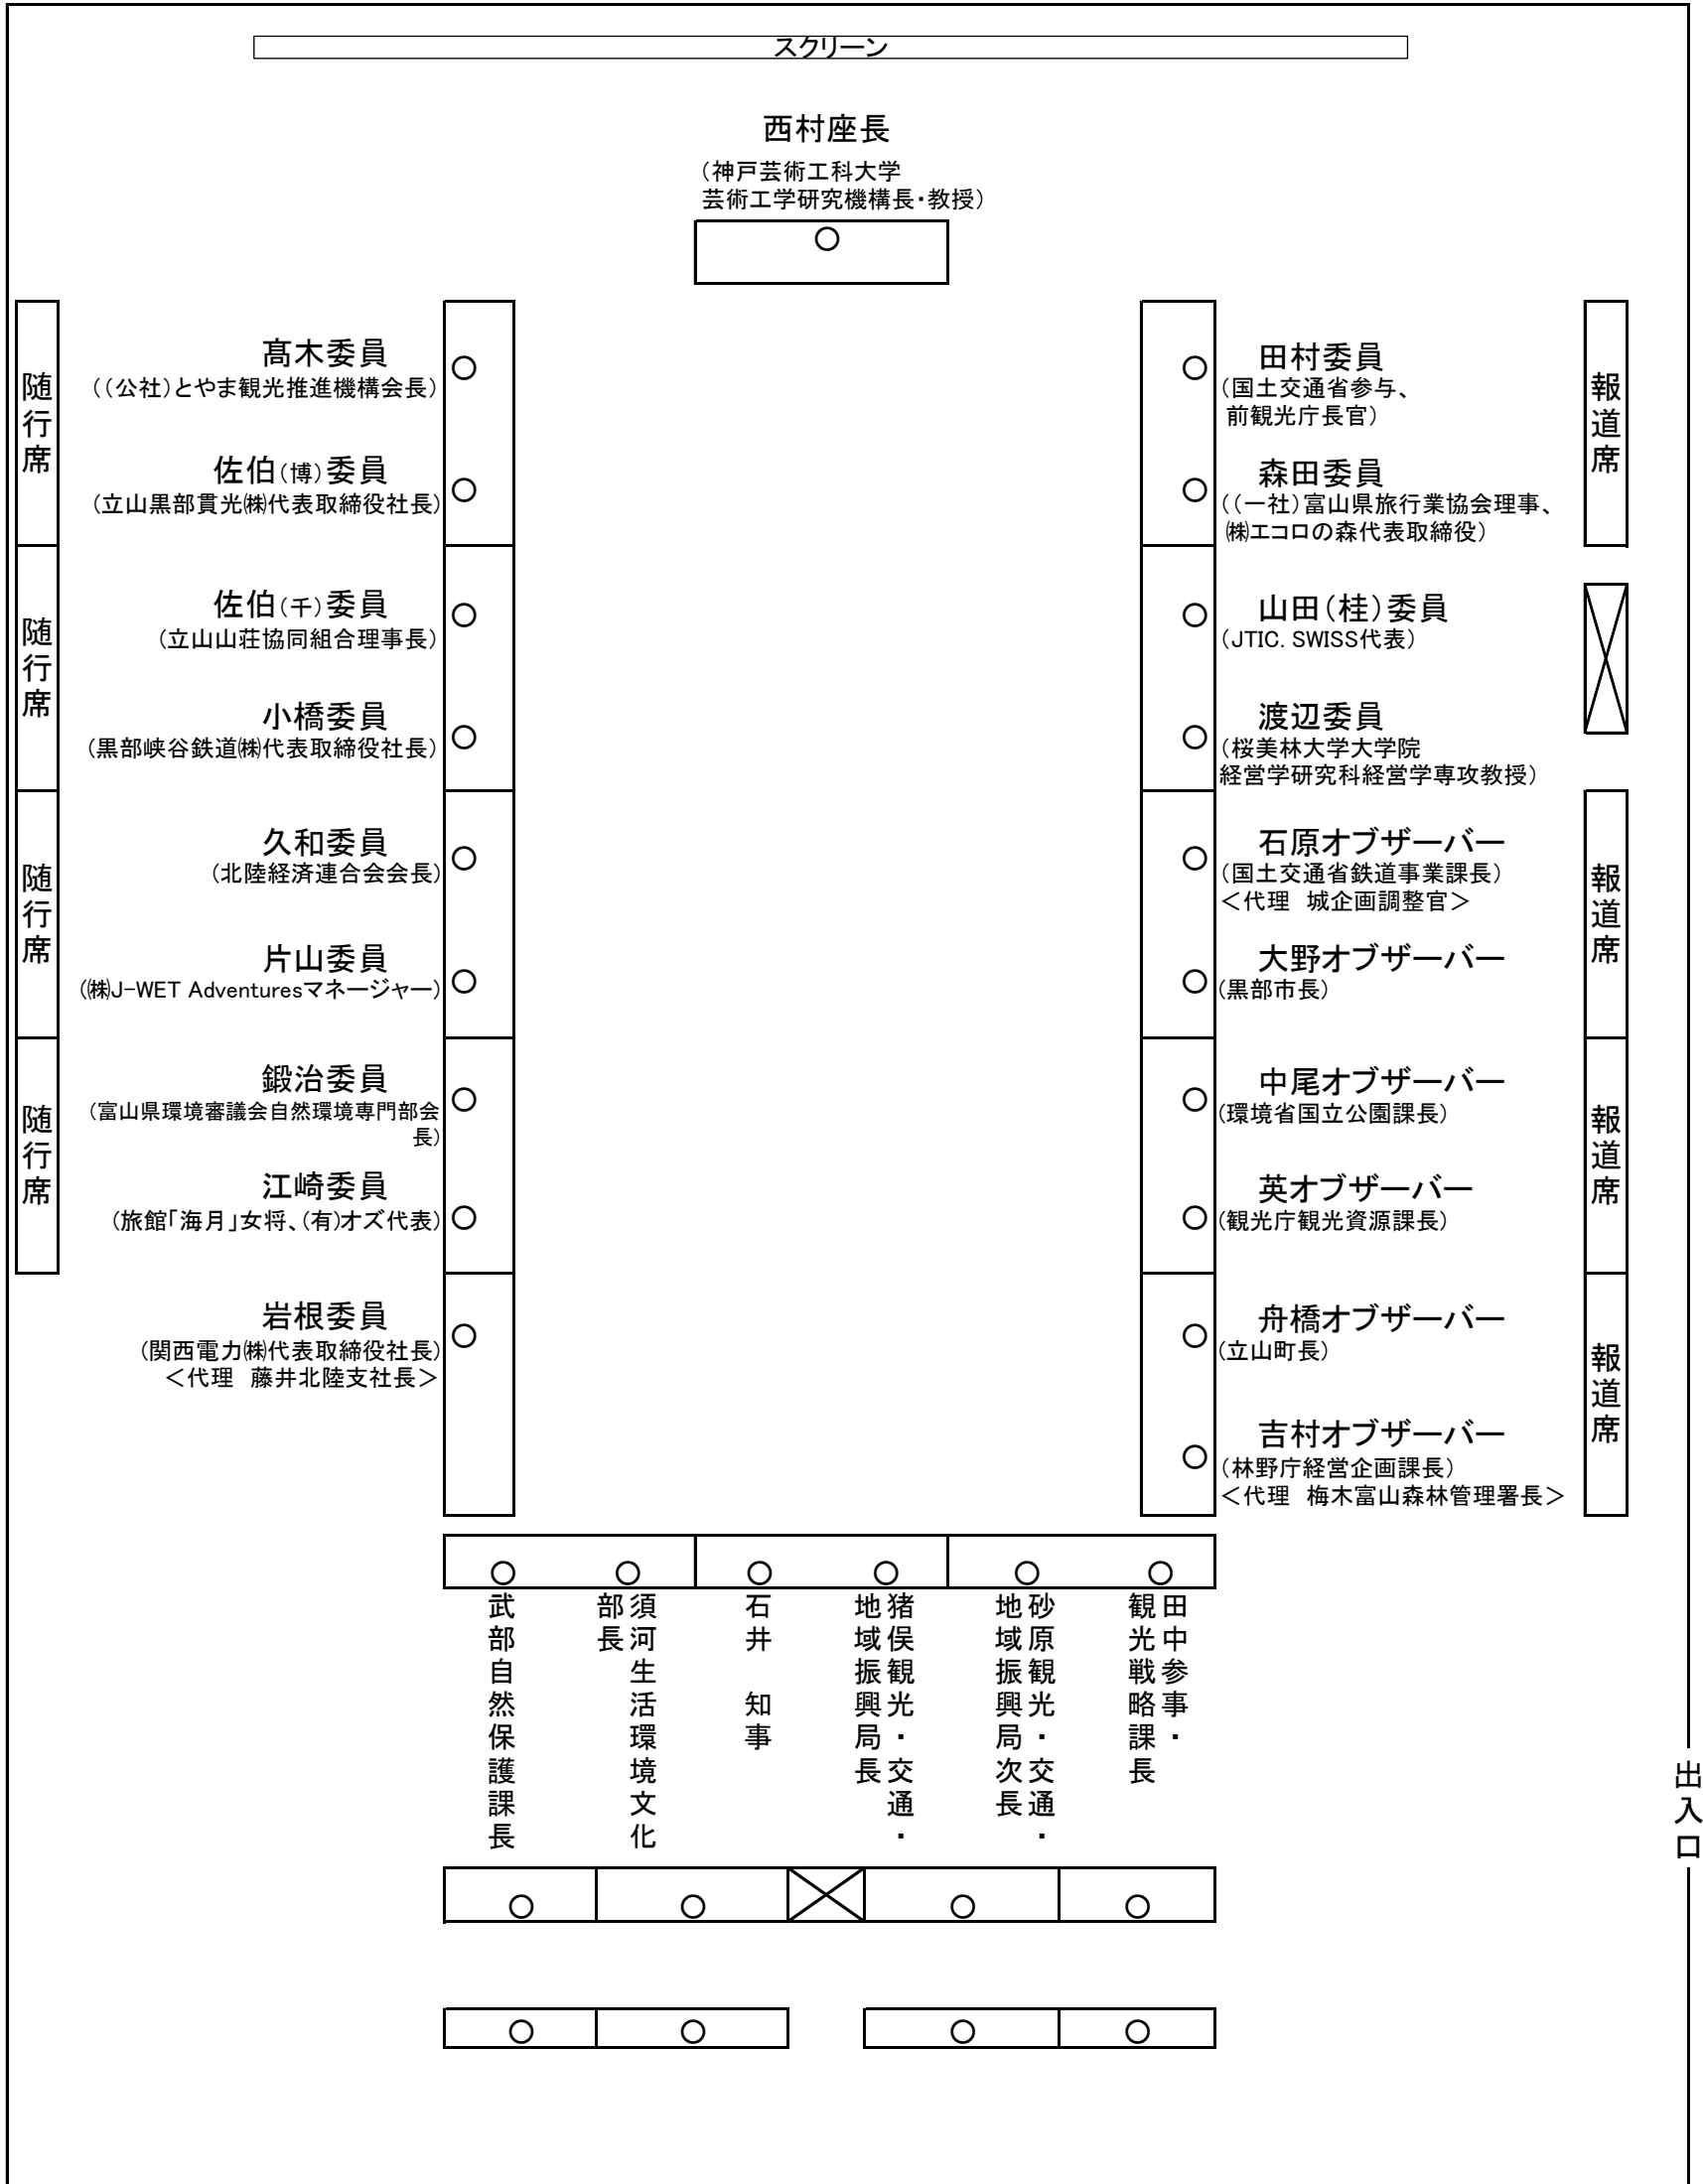 スクリーン
西村座長
（神戸芸術工科大学
芸術工学研究機構長・教授）
随行席
髙木委員
（（公社）とやま観光推進機構会長）
佐伯（博）委員
（立山黒部貫光㈱代表取締役社長）
随行席
佐伯（千）委員
（立山山荘協同組合理事長）
小橋委員
（黒部峡谷鉄道㈱代表取締役社長）
随行席
久和委員
（北陸経済連合会会長）
片山委員
（㈱J-WET Adventuresマネージャー）
随行席
鍛治委員
（富山県環境審議会自然環境専門部会
長）
江崎委員
（旅館「海月」女将、（有）オズ代表）
岩根委員
（関西電力㈱代表取締役社長）
＜代理　藤井北陸支社長＞
田村委員
（国土交通省参与、
前観光庁長官）
森田委員
（（一社）富山県旅行業協会理事、
㈱エコロの森代表取締役）
報道席
山田（桂）委員
（JTIC. SWISS代表）
渡辺委員
（桜美林大学大学院
経営学研究科経営学専攻教授）
石原オブザーバー
（国土交通省鉄道事業課長）
＜代理　城企画調整官＞
大野オブザーバー
（黒部市長）
報道席
中尾オブザーバー
（環境省国立公園課長）
英オブザーバー
（観光庁観光資源課長）
報道席
舟橋オブザーバー
（立山町長）
吉村オブザーバー
（林野庁経営企画課長）
＜代理　梅木富山森林管理署長＞
報道席
武部自然保護課長
須河生活環境文化
部長
石井　知事
猪俣観光・交通・
地域振興局長
砂原観光・交通・
地域振興局次長
田中参事・
観光戦略課長
出入口